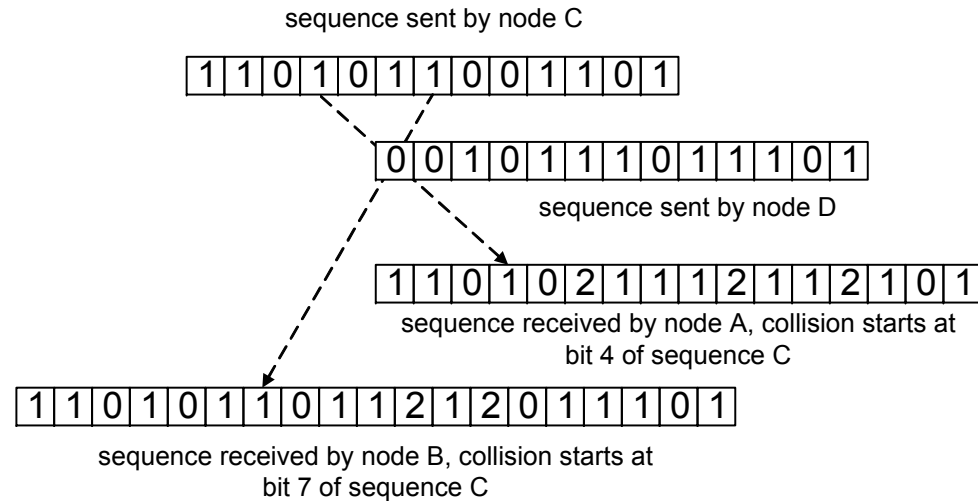 sequence sent by node C
1 1 0 1 0 1 1 0 0 1 1 0 1
0 0 1 0 1 1 1 0 1 1 1 0 1
sequence sent by node D
1 1 0 1 0 2 1 1 1 2 1 1 2 1 0 1
sequence received by node A, collision starts at
bit 4 of sequence C
1 1 0 1 0 1 1 0 1 1 2 1 2 0 1 1 1 0 1
sequence received by node B, collision starts at
bit 7 of sequence C